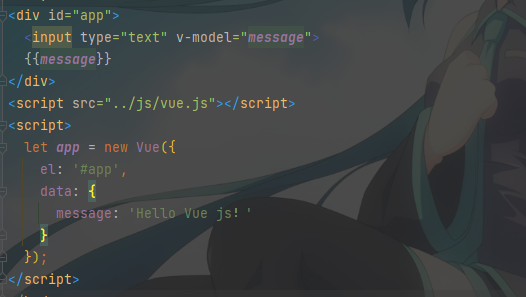 <div id="app">
<input type="text" v-model="message">
{{message}}
</div>
<script src="../js/vue.js"></script>
<script>
let app = new Vue({
el: '#app',
data: {
message: 'Hello Vue js! '
}
});
</script>